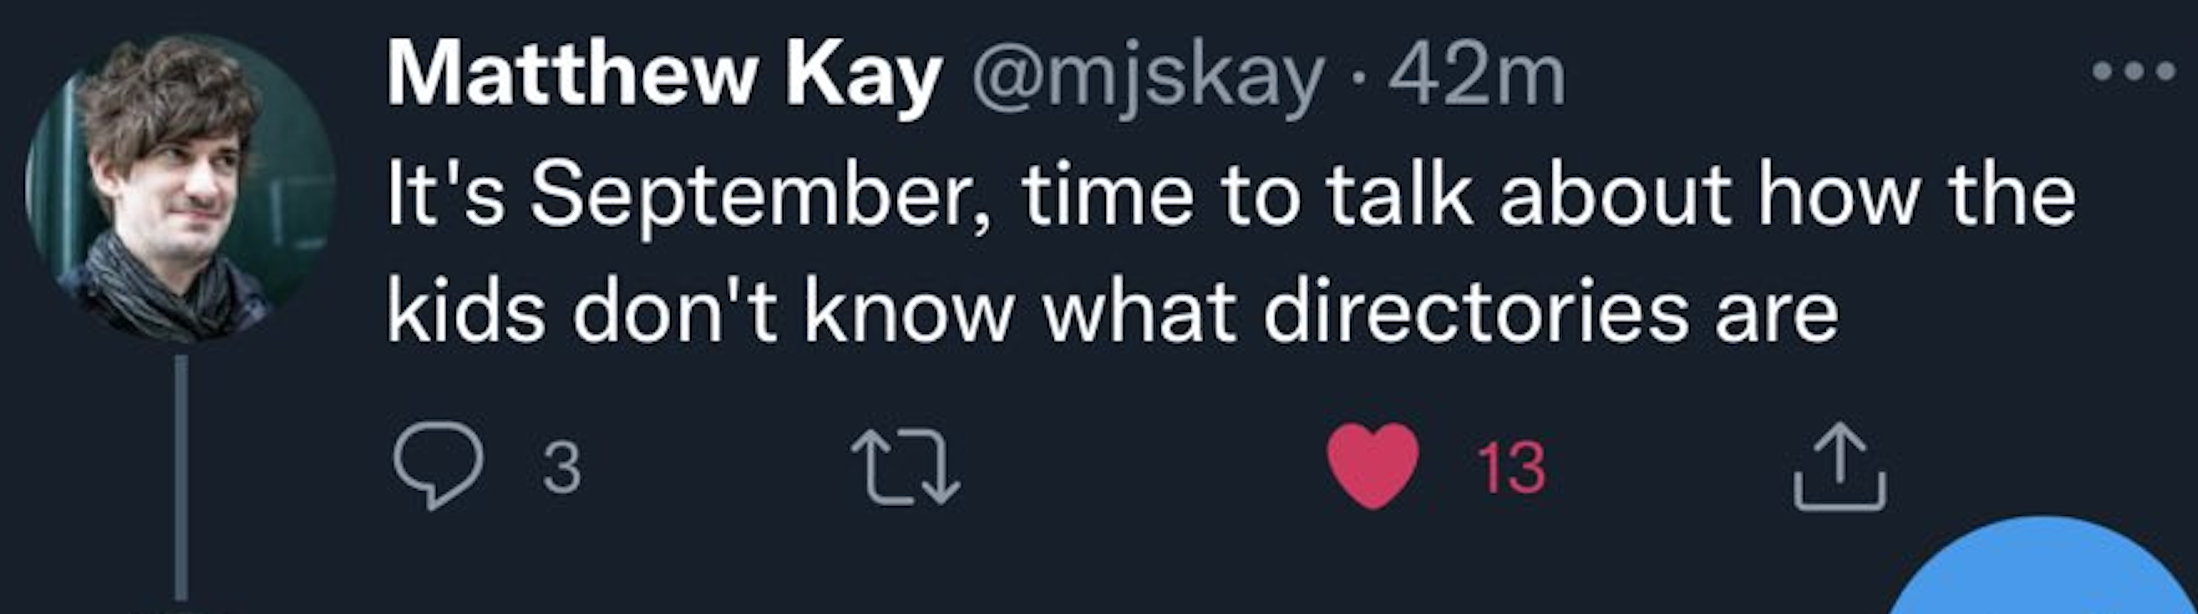 Matthew Kay @mjskay · 42m
It's September, time to talk about how the
kids don't know what directories are
3 13